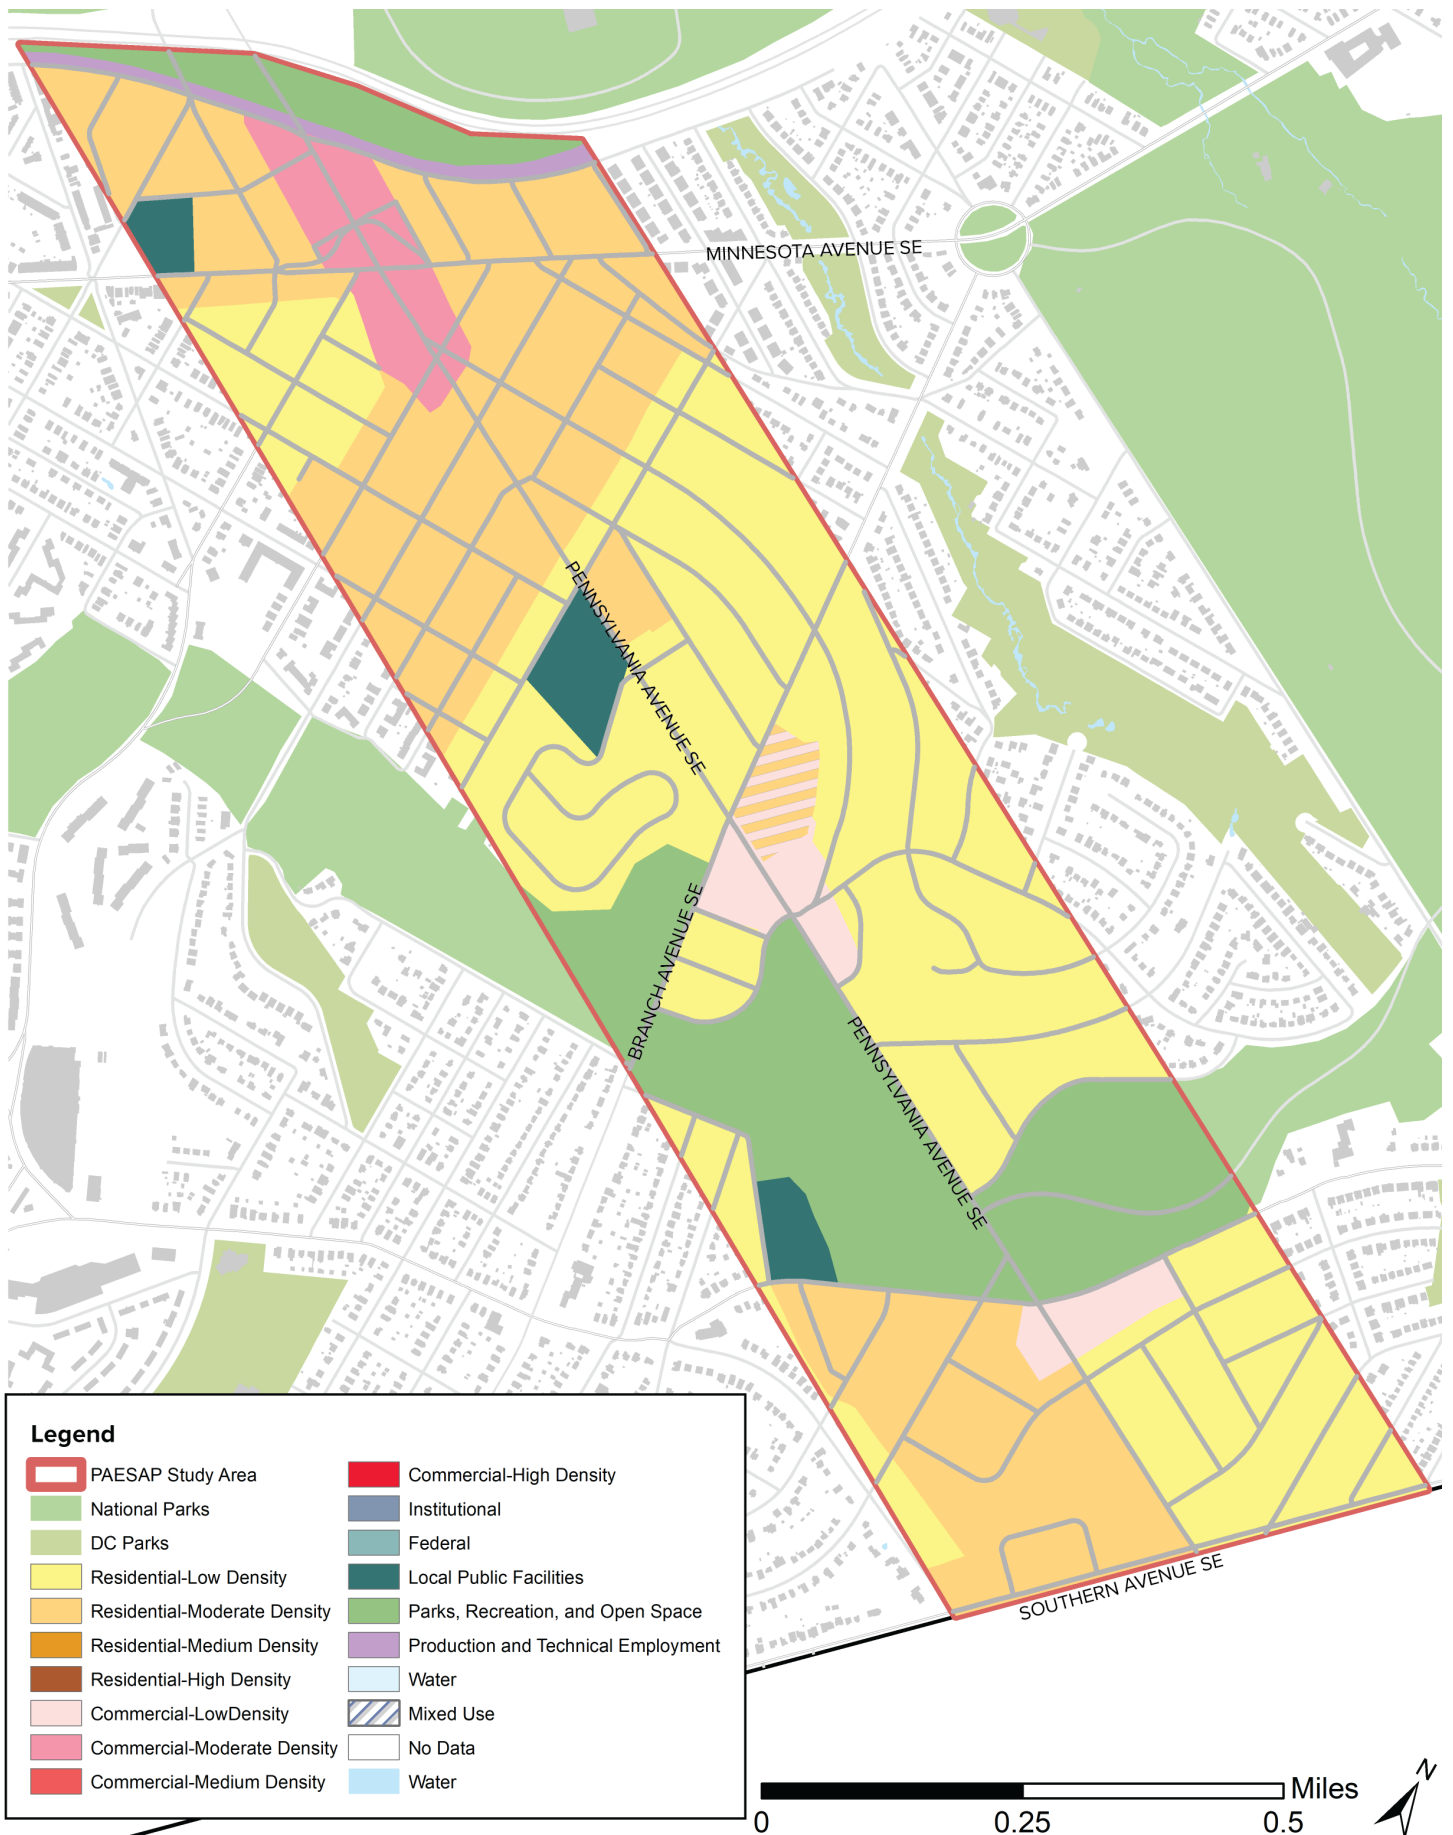 MINNESOTA AVENUE SE
PENNSYLVANIA AVENUE SE
BRANCH AVENUE SE
PENNSYLVANIA AVENUE SE
SOUTHERN AVENUE SE
Legend
PAESAP Study Area
National Parks
DC Parks
Residential-Low Density
Residential-Moderate Density
Residential-Medium Density
Residential-High Density
Commercial-LowDensity
Commercial-Moderate Density
Commercial-Medium Density
Commercial-High Density
Institutional
Federal
Local Public Facilities
Parks, Recreation, and Open Space
Production and Technical Employment
Water
Mixed Use
No Data
Water
Miles
0 0.25 0.5
N